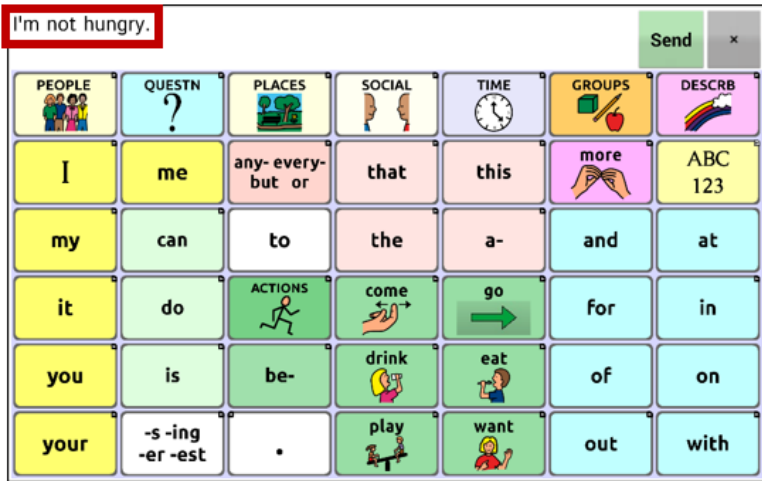 I'm not hungry.
Send ×
PEOPLE QUESTN PLACES SOCIAL TIME GROUPS DESCRB
?
I me any- every- that this more ABC
but or 123
my can to the a- and at
it do ACTIONS come go for in
you is be- drink eat of on
your -s -ing . play want out with
-er -est